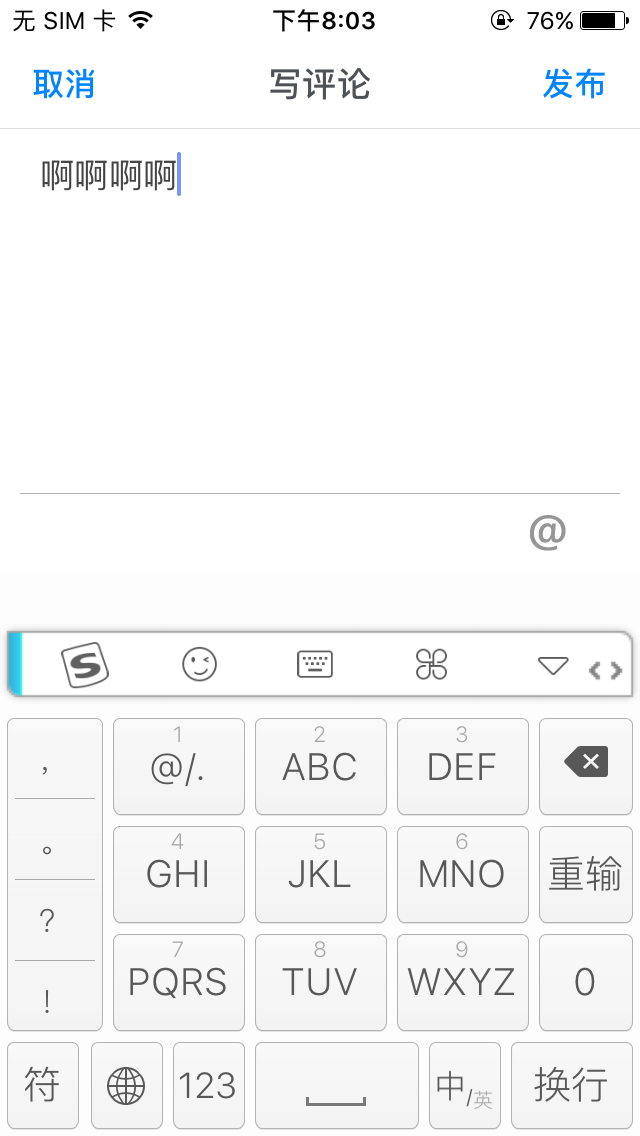 无 SIM 卡 下午8:03 76%
取消 写评论 发布
啊啊啊啊
@
S
, 1 2 3
@/. ABC DEF
。 4 5 6
GHI JKL MNO 重输
? 7 8 9
PQRS TUV WXYZ 0
!
符 123 中/英 换行